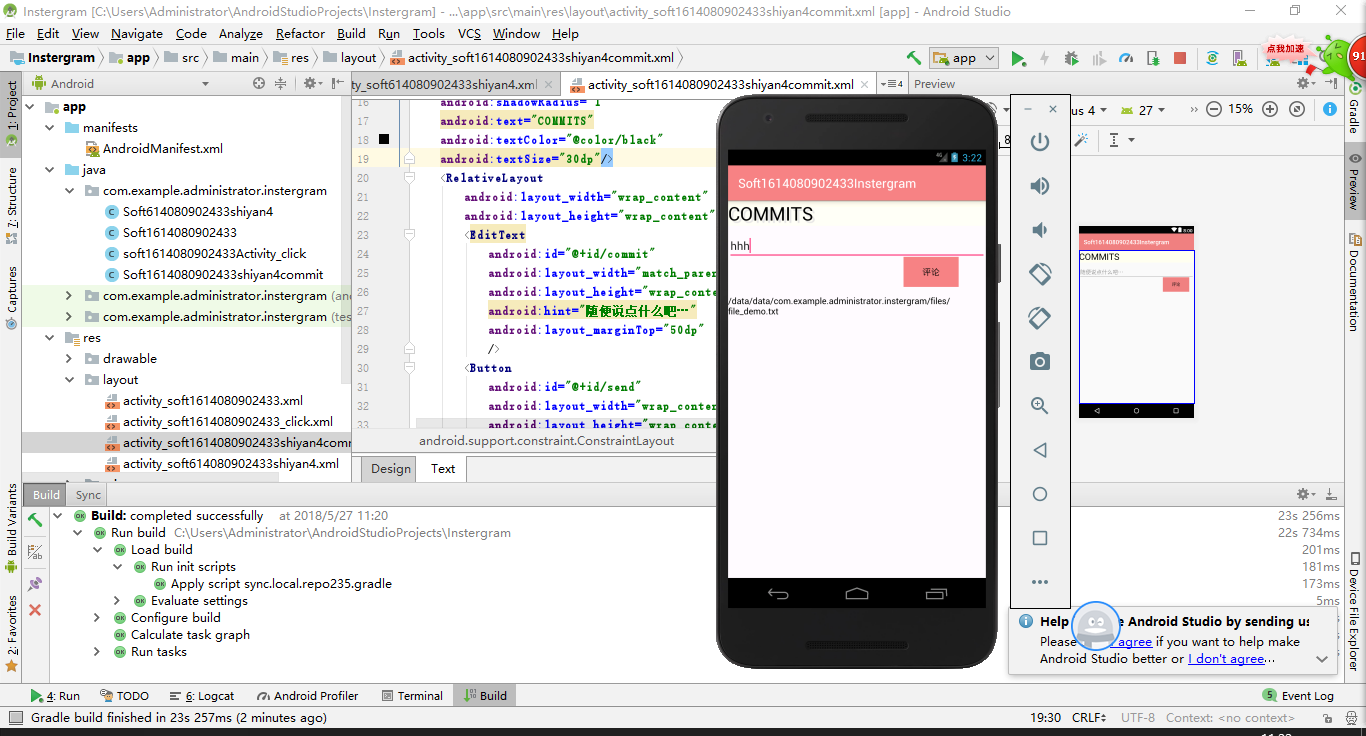 Instergram [C:\Users\Administrator\AndroidStudioProjects\Instergram] - ...\app\src\main\res\layout\activity_soft1614080902433shiyan4commit.xml [app] - Android Studio
File Edit View Navigate Code Analyze Refactor Build Run Tools VCS Window Help
Instergram app src main res layout activity_soft1614080902433shiyan4commit.xml
app
点我加速
91
Android
ty_soft614080902433shiyan4.xml
activity_soft1614080902433shiyan4commit.xml
4
Preview
1: Project
7: Structure
Captures
Build Variants
2: Favorites
app
manifests
AndroidManifest.xml
java
com.example.administrator.instergram
Soft614080902433shiyan4
Soft1614080902433
soft1614080902433Activity_click
Soft1614080902433shiyan4commit
com.example.administrator.instergram (and
com.example.administrator.instergram (tes
res
drawable
layout
activity_soft1614080902433.xml
activity_soft1614080902433_click.xml
activity_soft1614080902433shiyan4comm
activity_soft614080902433shiyan4.xml
16 android:shadowRadius="1"
17 android:text="COMMITS"
18 android:textColor="@color/black"
19 android:textSize="30dp"/>
20 <RelativeLayout
21 android:layout_width="wrap_content"
22 android:layout_height="wrap_content"
23 <EditText
24 android:id="@+id/commit"
25 android:layout_width="match_paren
26 android:layout_height="wrap_conte
27 android:hint="随便说点什么吧…"
28 android:layout_marginTop="50dp"
29 />
30 <Button
31 android:id="@+id/send"
32 android:layout_width="wrap_conten
33 android:layout_height="wrap_conte
android.support.constraint.ConstraintLayout
Design Text
3:22
Soft1614080902433Instergram
COMMITS
hhh
评论
/data/data/com.example.administrator.instergram/files/
file_demo.txt
us 4 27 15%
8
8:00
Soft1614080902433Instergram
COMMITS
随便说点什么吧…
评论
Gradle
Preview
Documentation
Device File Explorer
Build Sync
Build: completed successfully at 2018/5/27 11:20
23s 256ms
Run build C:\Users\Administrator\AndroidStudioProjects\Instergram
22s 734ms
Load build
201ms
Run init scripts
181ms
Apply script sync.local.repo235.gradle
173ms
Evaluate settings
5ms
Configure build
Calculate task graph
Run tasks
Help Android Studio by sending us
Please agree if you want to help make
Android Studio better or I don't agree...
4: Run TODO 6: Logcat Android Profiler Terminal Build
5 Event Log
Gradle build finished in 23s 257ms (2 minutes ago)
19:30 CRLF UTF-8 Context: <no context>